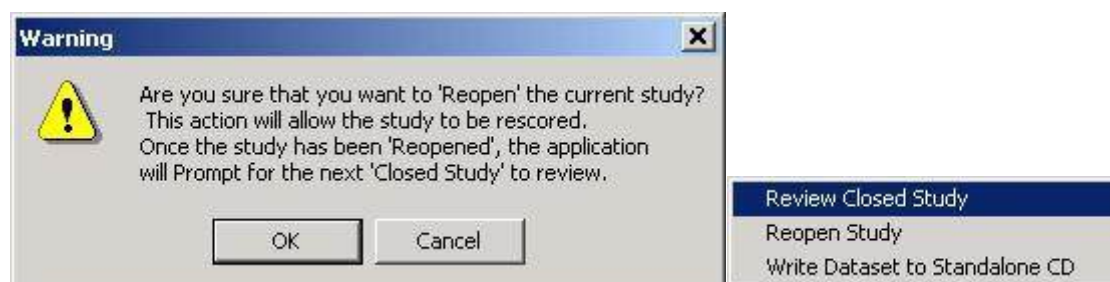 Warning
Are you sure that you want to 'Reopen' the current study?
This action will allow the study to be rescored.
Once the study has been 'Reopened', the application
will Prompt for the next 'Closed Study' to review.
OK
Cancel
Review Closed Study
Reopen Study
Write Dataset to Standalone CD